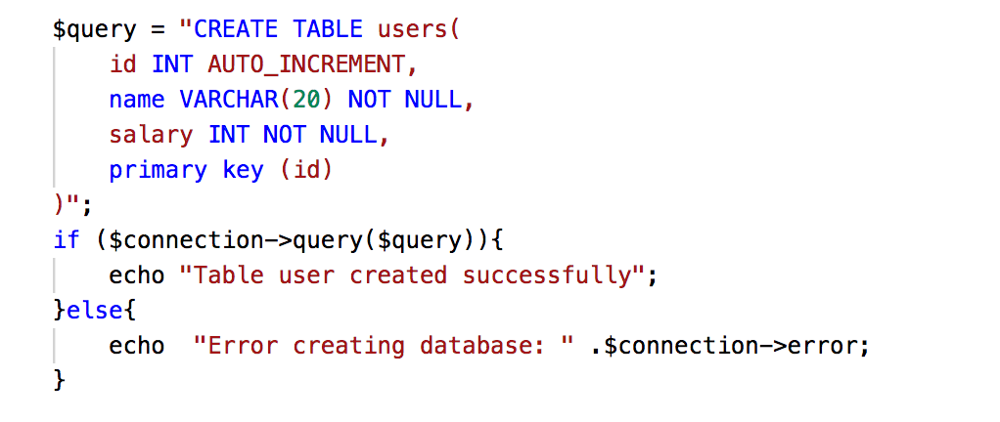 $query = "CREATE TABLE users(
    id INT AUTO_INCREMENT,
    name VARCHAR(20) NOT NULL,
    salary INT NOT NULL,
    primary key (id)
)";
if ($connection->query($query)){
    echo "Table user created successfully";
}else{
    echo  "Error creating database: " .$connection->error;
}